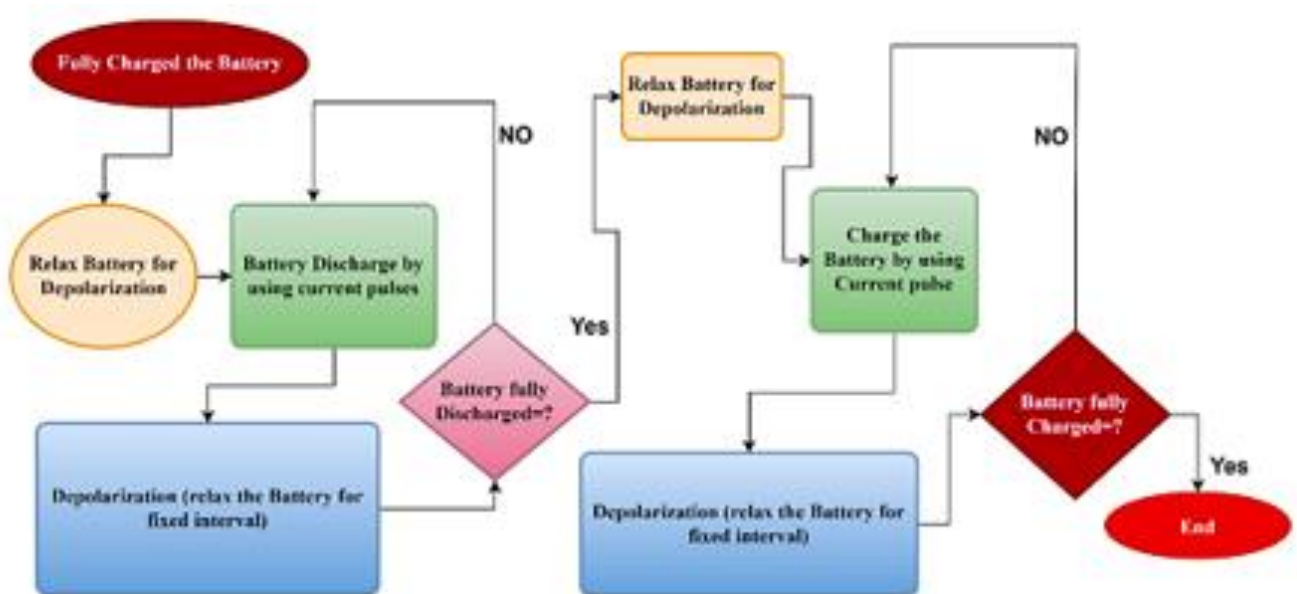 Fully Charged the Battery
Relax Battery for
Depolarization
Battery Discharge by
using current pulses
NO
Depolarization (relax the Battery for
fixed interval)
Battery fully
Discharged=?
Yes
Relax Battery for
Depolarization
Charge the
Battery by using
Current pulse
NO
Depolarization (relax the Battery for
fixed interval)
Battery fully
Charged=?
Yes
End